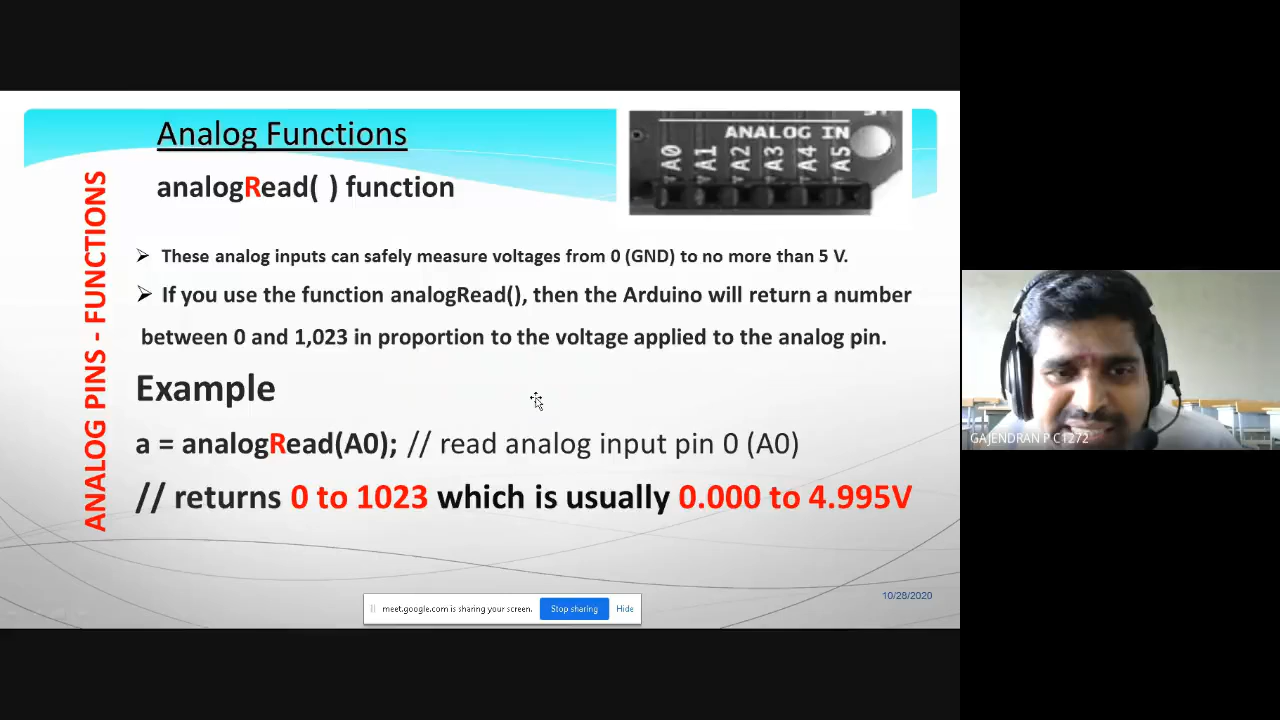 Analog Functions
analogRead( ) function
ANALOG IN
A0 A1 A2 A3 A4 A5
ANALOG PINS - FUNCTIONS
➢ These analog inputs can safely measure voltages from 0 (GND) to no more than 5 V.
➢ If you use the function analogRead(), then the Arduino will return a number
between 0 and 1,023 in proportion to the voltage applied to the analog pin.
Example
a = analogRead(A0); // read analog input pin 0 (A0)
// returns 0 to 1023 which is usually 0.000 to 4.995V
10/28/2020
meet.google.com is sharing your screen. Stop sharing Hide
GAJENDRAN P C1272